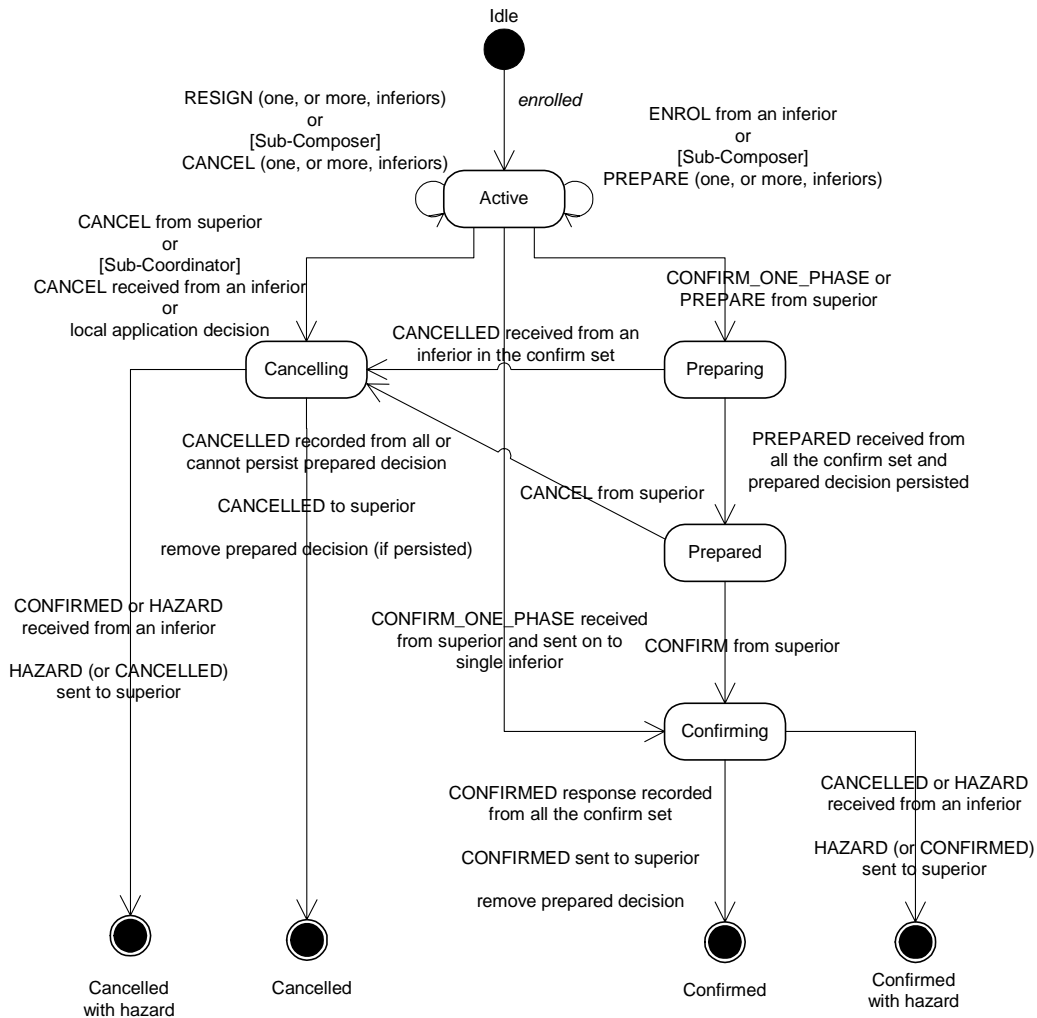 Idle
enrolled
RESIGN (one, or more, inferiors)
or
[Sub-Composer]
CANCEL (one, or more, inferiors)
ENROL from an inferior
or
[Sub-Composer]
PREPARE (one, or more, inferiors)
Active
CANCEL from superior
or
[Sub-Coordinator]
CANCEL received from an inferior
or
local application decision
CONFIRM_ONE_PHASE or
PREPARE from superior
CANCELLED received from an
inferior in the confirm set
Cancelling
Preparing
CANCELLED recorded from all or
cannot persist prepared decision
CANCELLED to superior
remove prepared decision (if persisted)
PREPARED received from
all the confirm set and
prepared decision persisted
CANCEL from superior
Prepared
CONFIRMED or HAZARD
received from an inferior
HAZARD (or CANCELLED)
sent to superior
CONFIRM_ONE_PHASE received
from superior and sent on to
single inferior
CONFIRM from superior
Confirming
CONFIRMED response recorded
from all the confirm set
CONFIRMED sent to superior
remove prepared decision
CANCELLED or HAZARD
received from an inferior
HAZARD (or CONFIRMED)
sent to superior
Cancelled
with hazard
Cancelled
Confirmed
Confirmed
with hazard